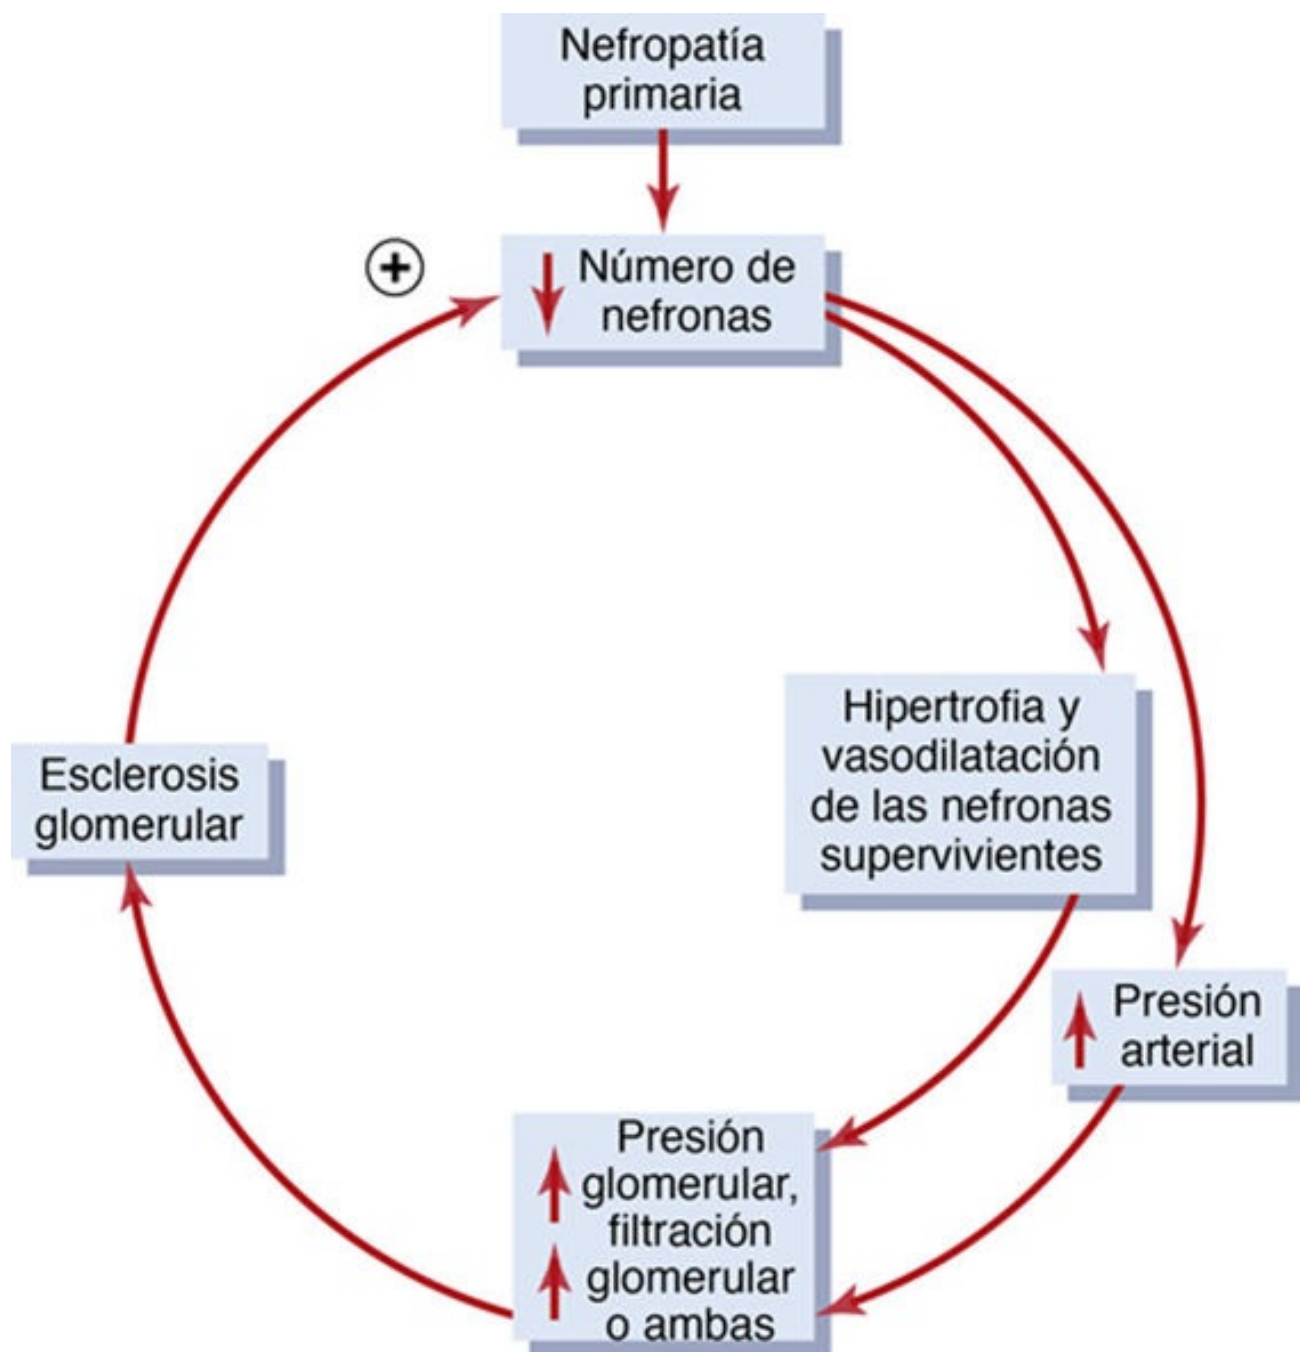 Nefropatía
primaria
+
Número de
nefronas
Hipertrofia y
vasodilatación
de las nefronas
supervivientes
Esclerosis
glomerular
Presión
arterial
Presión
glomerular,
filtración
glomerular
o ambas